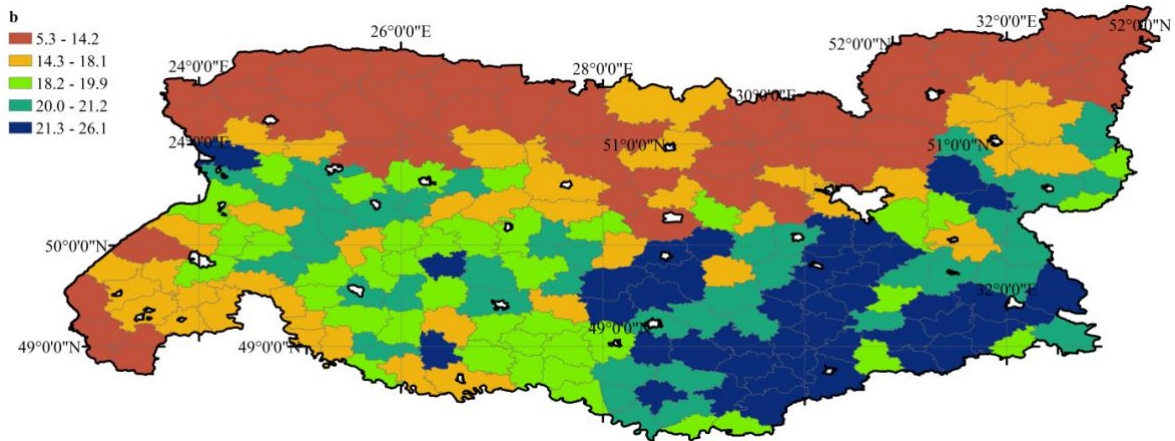 b
5.3 - 14.2
14.3 - 18.1
18.2 - 19.9
20.0 - 21.2
21.3 - 26.1
32°0'0"E
52°0'0"N
26°0'0"E
52°0'0"N
24°0'0"E
28°0'0"E
30°0'0"E
24°0'0"E
51°0'0"N
51°0'0"N
50°0'0"N
32°0'0"E
49°0'0"N
49°0'0"N
49°0'0"N